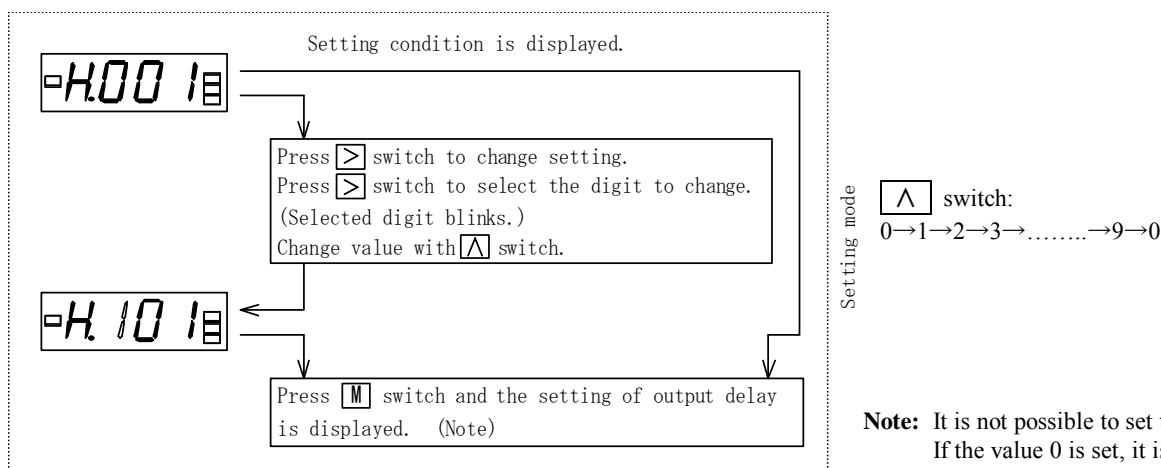 Setting condition is displayed.
-H.001
Press > switch to change setting.
Press > switch to select the digit to change.
(Selected digit blinks.)
Change value with Λ switch.
-H.101
Press M switch and the setting of output delay
is displayed. (Note)
Setting mode
Λ switch:
0→1→2→3→……..→9→0
Note: It is not possible to set
If the value 0 is set, it is